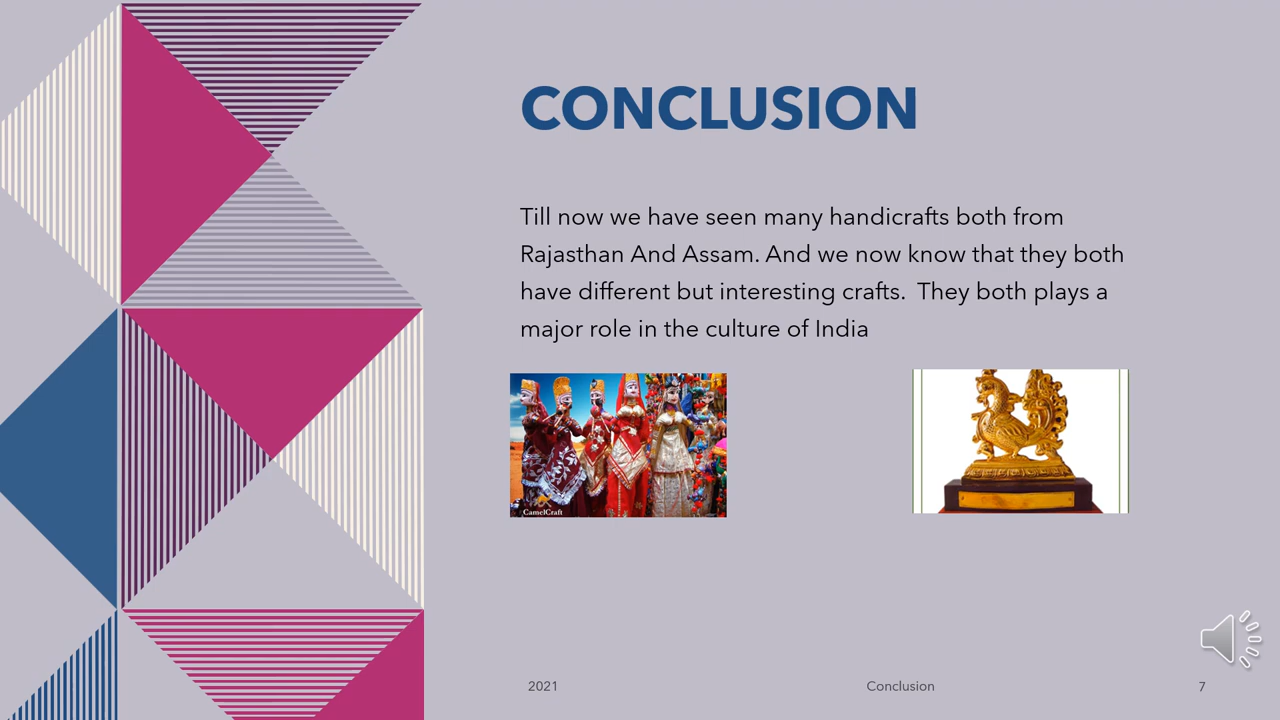 CONCLUSION
Till now we have seen many handicrafts both from
Rajasthan And Assam. And we now know that they both
have different but interesting crafts.  They both plays a
major role in the culture of India
CamelCraft
2021
Conclusion
7